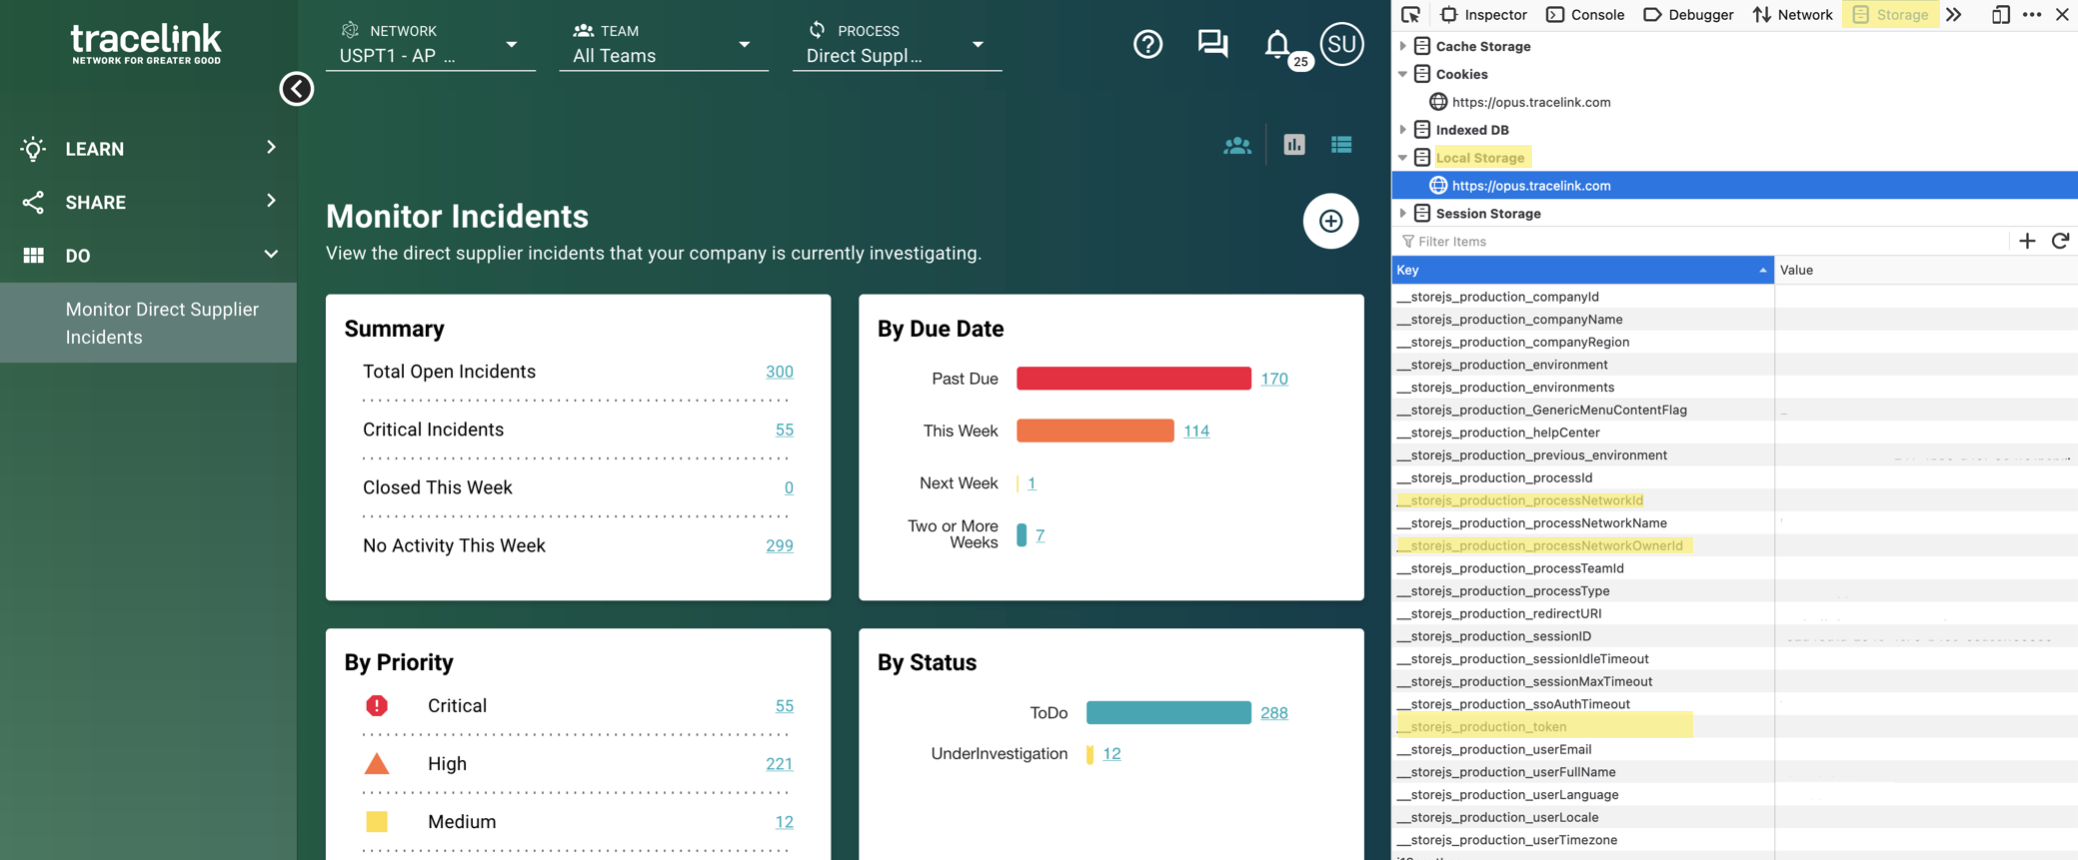 tracelink
NETWORK FOR GREATER GOOD
LEARN
SHARE
DO
Monitor Direct Supplier
Incidents
NETWORK
USPT1 - AP ...
TEAM
All Teams
PROCESS
Direct Suppl...
25
SU
Monitor Incidents
View the direct supplier incidents that your company is currently investigating.
Summary
Total Open Incidents 300
Critical Incidents 55
Closed This Week 0
No Activity This Week 299
By Due Date
Past Due 170
This Week 114
Next Week 1
Two or More
Weeks 7
By Priority
Critical 55
High 221
Medium 12
By Status
ToDo 288
UnderInvestigation 12
Inspector Console Debugger Network Storage
Cache Storage
Cookies
https://opus.tracelink.com
Indexed DB
Local Storage
https://opus.tracelink.com
Session Storage
Filter Items
Key Value
__storejs_production_companyId
__storejs_production_companyName
__storejs_production_companyRegion
__storejs_production_environment
__storejs_production_environments
__storejs_production_GenericMenuContentFlag
__storejs_production_helpCenter
__storejs_production_previous_environment
__storejs_production_processId
__storejs_production_processNetworkId
__storejs_production_processNetworkName
__storejs_production_processNetworkOwnerId
__storejs_production_processTeamId
__storejs_production_processType
__storejs_production_redirectURI
__storejs_production_sessionID
__storejs_production_sessionIdleTimeout
__storejs_production_sessionMaxTimeout
__storejs_production_ssoAuthTimeout
__storejs_production_token
__storejs_production_userEmail
__storejs_production_userFullName
__storejs_production_userLanguage
__storejs_production_userLocale
__storejs_production_userTimezone